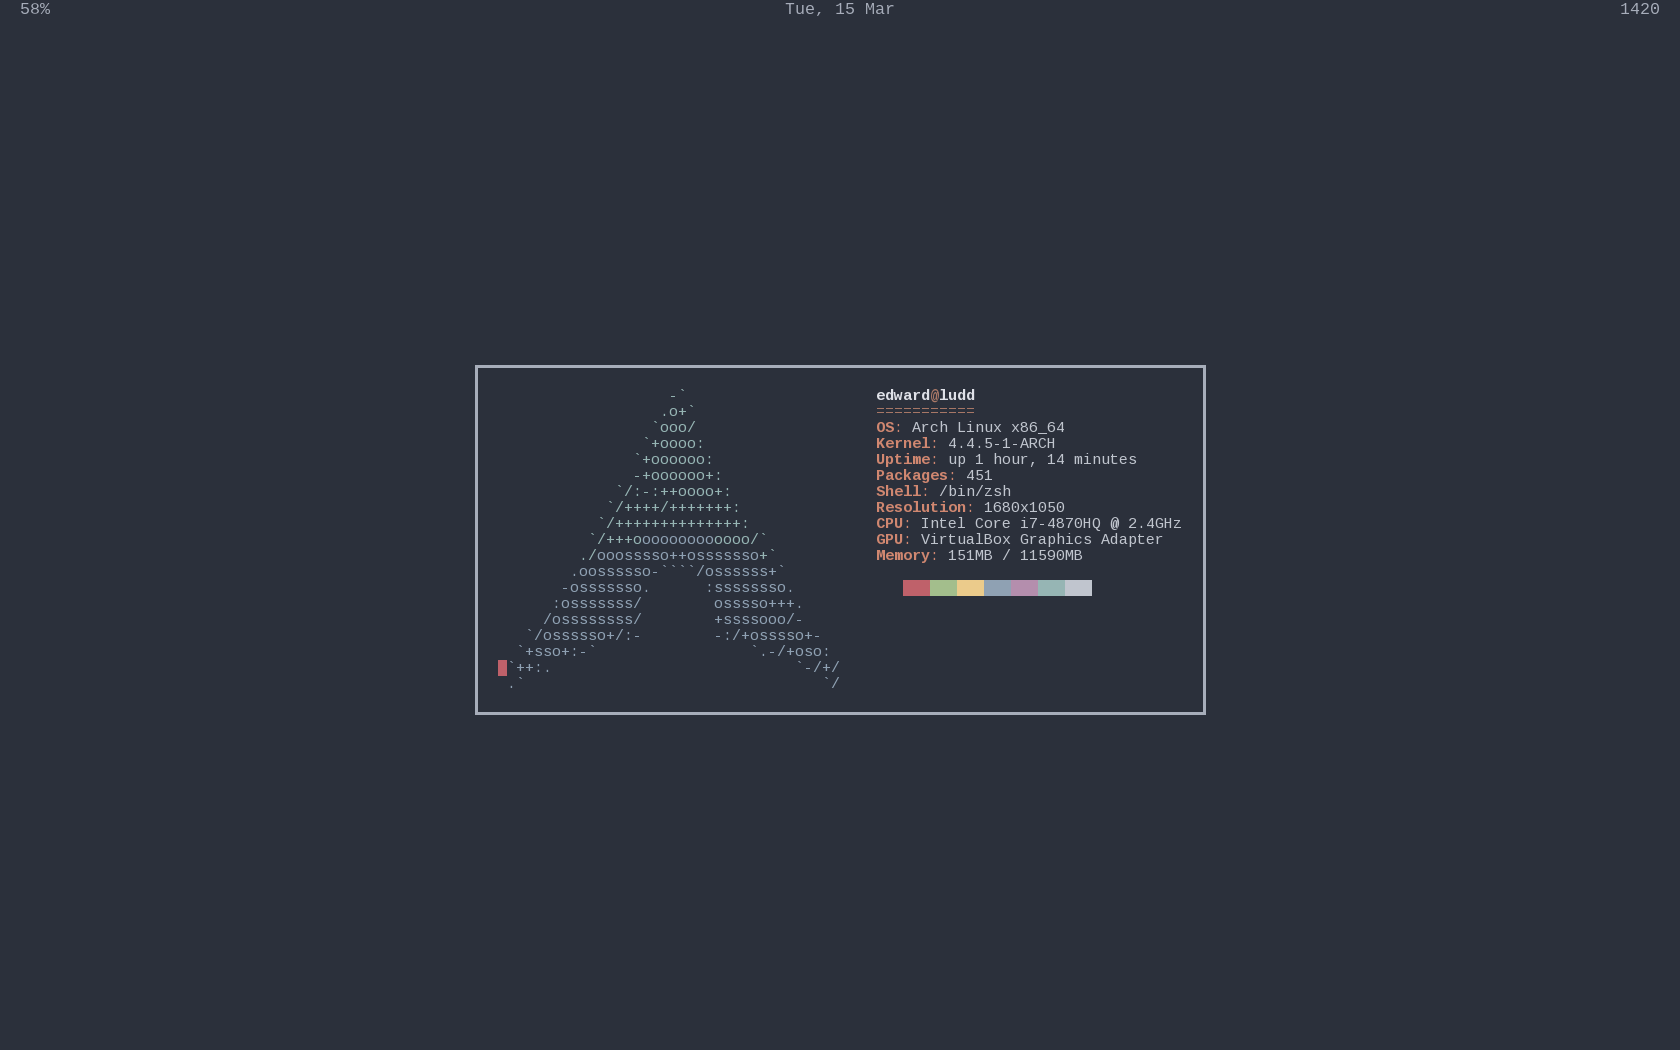 58% Tue, 15 Mar 1420
                   -`
                  .o+`
                 `ooo/
                `+oooo:
               `+oooooo:
               -+oooooo+:
             `/:-:++oooo+:
            `/++++/+++++++:
           `/++++++++++++++:
          `/+++ooooooooooooo/`
         ./ooosssso++osssssso+`
        .oossssso-````/ossssss+`
       -osssssso.      :ssssssso.
      :osssssss/        osssso+++.
     /ossssssss/        +ssssooo/-
   `/ossssso+/:-        -:/+osssso+-
  `+sso+:-`                 `.-/+oso:
 `++:.                           `-/+/
 .`                                 `/
edward@ludd
===========
OS: Arch Linux x86_64
Kernel: 4.4.5-1-ARCH
Uptime: up 1 hour, 14 minutes
Packages: 451
Shell: /bin/zsh
Resolution: 1680x1050
CPU: Intel Core i7-4870HQ @ 2.4GHz
GPU: VirtualBox Graphics Adapter
Memory: 151MB / 11590MB